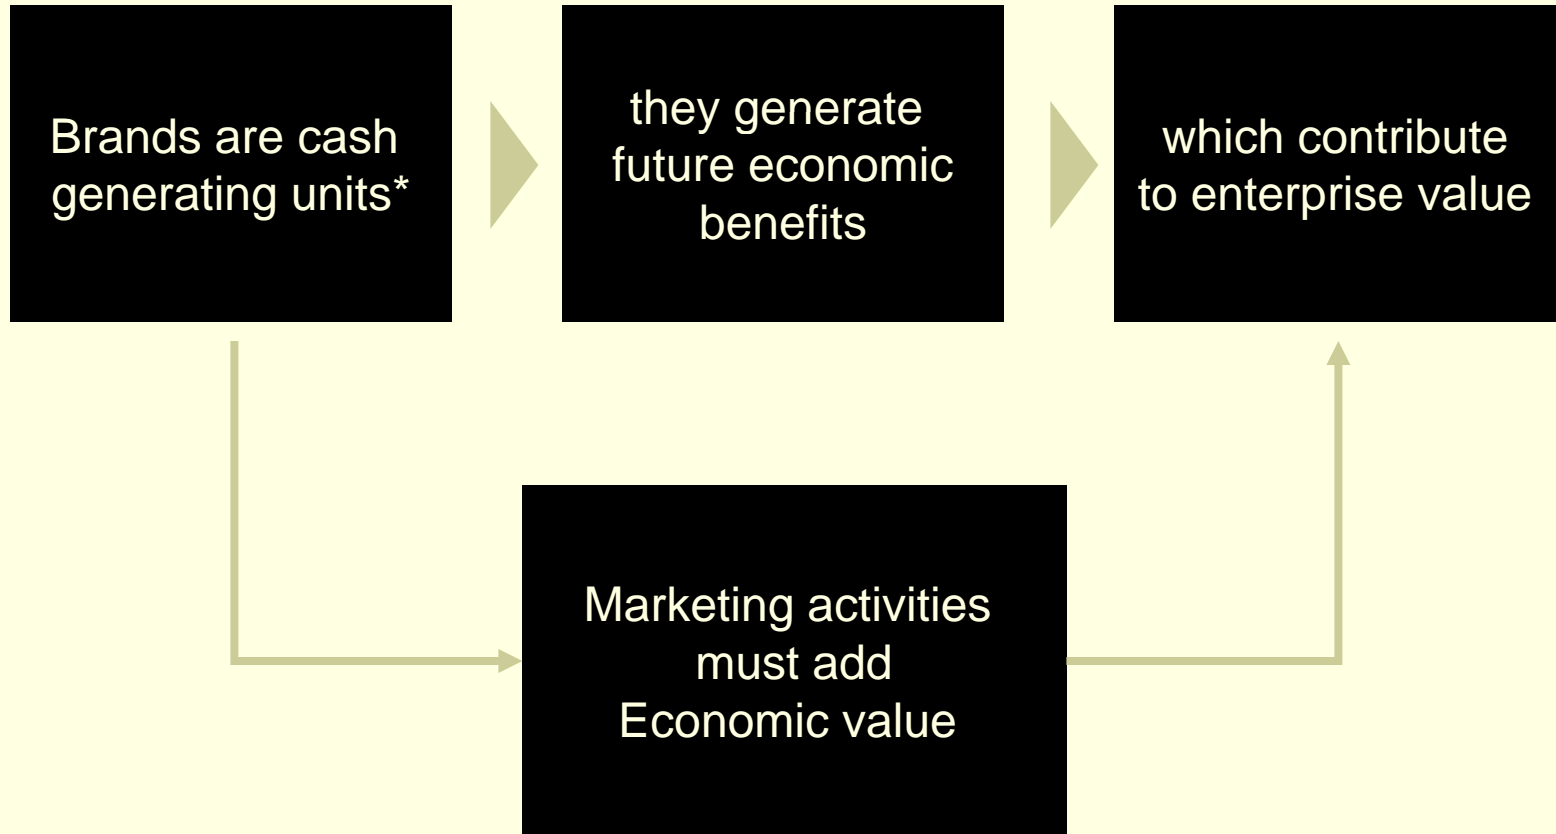 Brands are cash
generating units*
they generate
future economic
benefits
which contribute
to enterprise value
Marketing activities
must add
Economic value